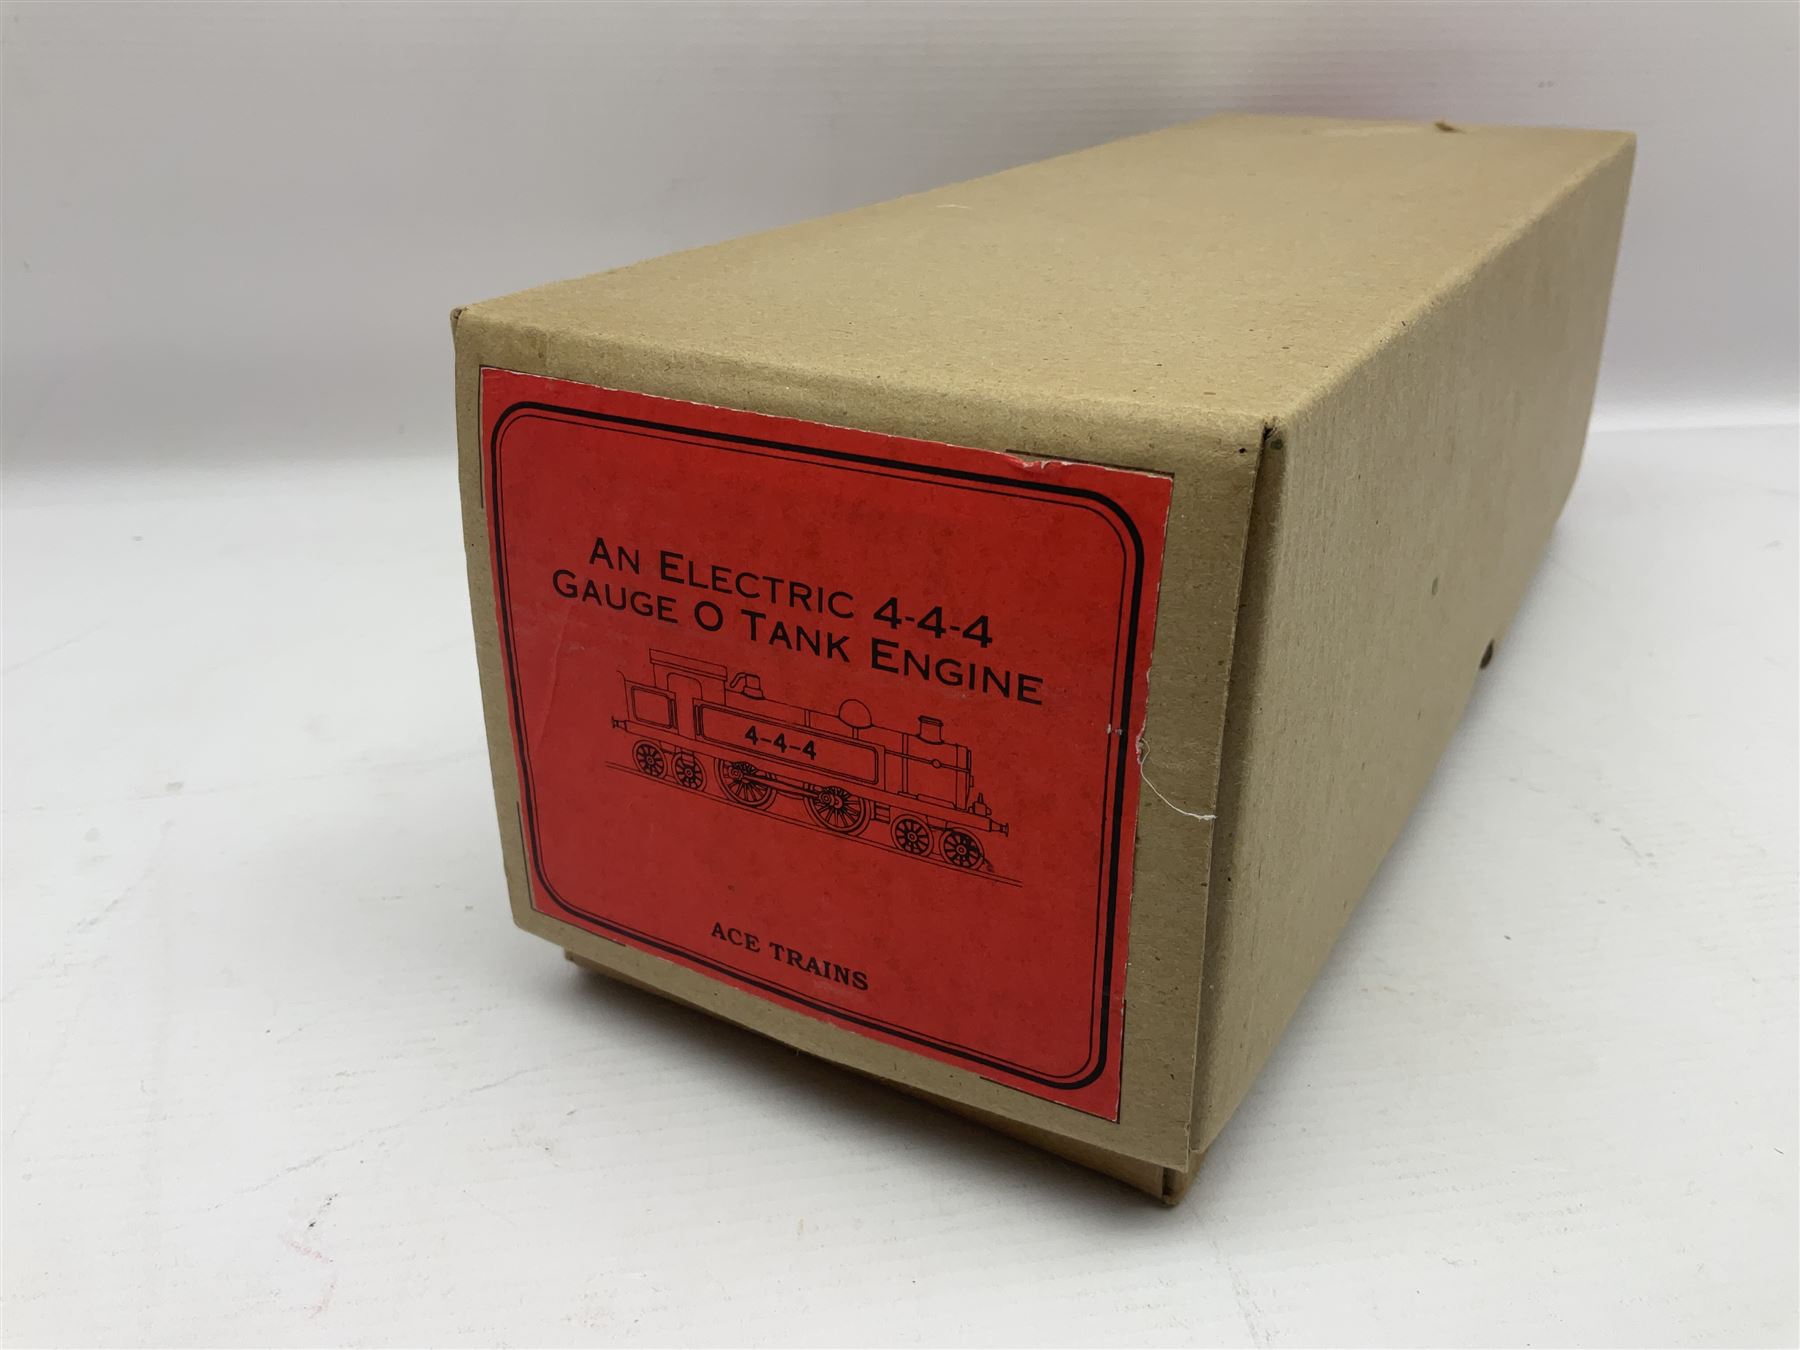 AN ELECTRIC 4-4-4
GAUGE O TANK ENGINE
4-4-4
ACE TRAINS